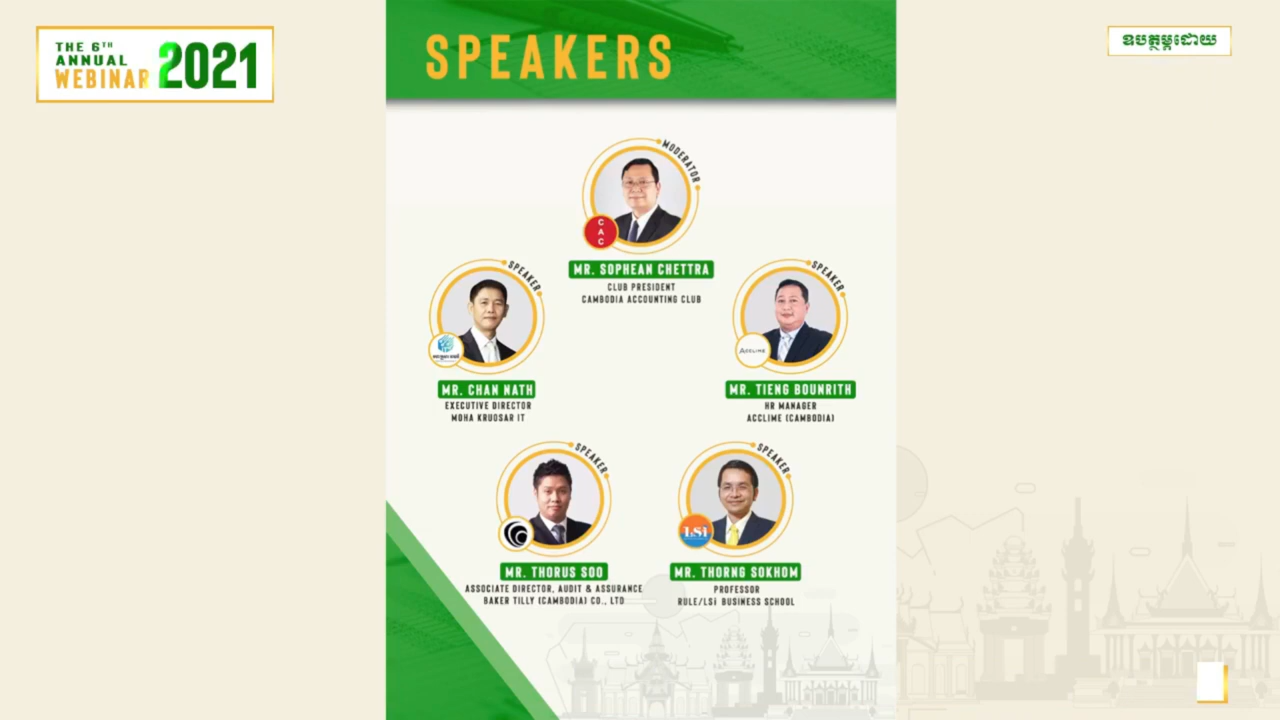 THE 6TH
ANNUAL
WEBINAR 2021
ឧបត្ថម្ភដោយ
SPEAKERS
MODERATOR
CAC
MR. SOPHEAN CHETTRA
CLUB PRESIDENT
CAMBODIA ACCOUNTING CLUB
SPEAKER
MR. CHAN NATH
EXECUTIVE DIRECTOR
MOHA KRUOSAR IT
SPEAKER
ACCLIME
MR. TIENG BOUNRITH
HR MANAGER
ACCLIME (CAMBODIA)
SPEAKER
MR. THORUS SOO
ASSOCIATE DIRECTOR, AUDIT & ASSURANCE
BAKER TILLY (CAMBODIA) CO., LTD
SPEAKER
LSi
MR. THORNG SOKHOM
PROFESSOR
RULE/LSi BUSINESS SCHOOL